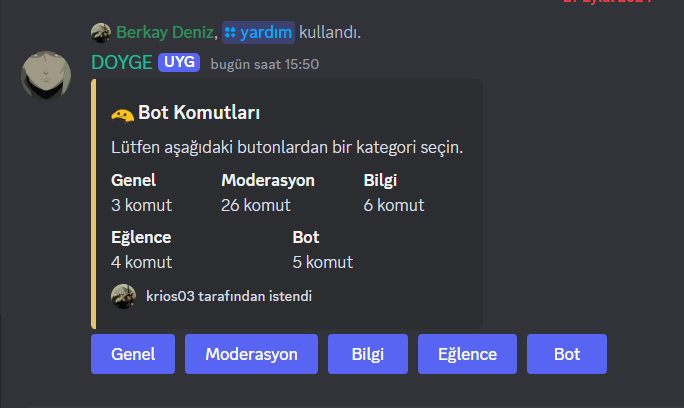 Berkay Deniz, yardım kullandı.
DOYGE UYG bugün saat 15:50
Bot Komutları
Lütfen aşağıdaki butonlardan bir kategori seçin.
Genel Moderasyon Bilgi
3 komut 26 komut 6 komut
Eğlence Bot
4 komut 5 komut
krios03 tarafından istendi
Genel Moderasyon Bilgi Eğlence Bot